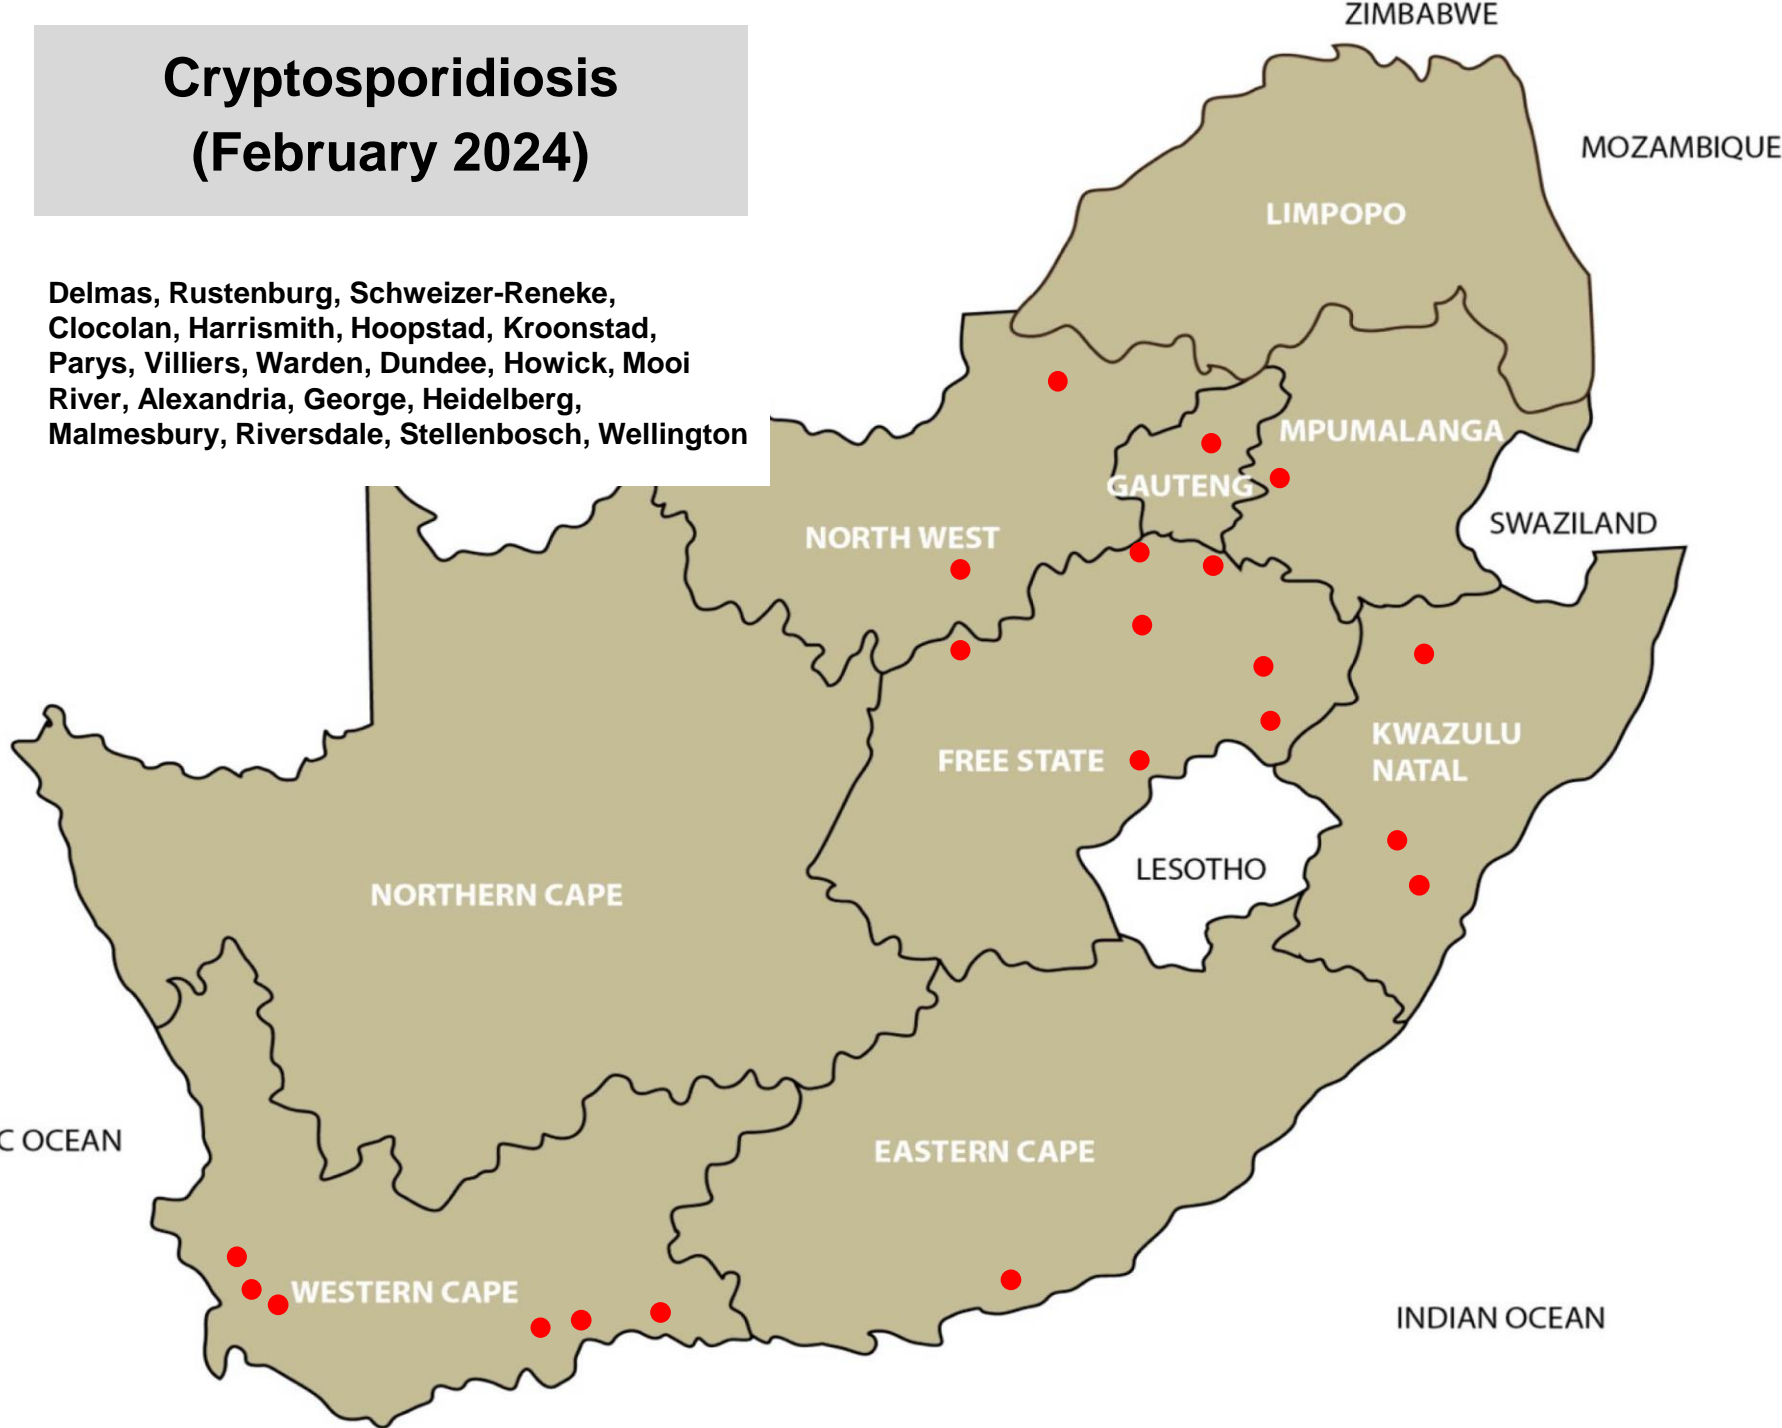 Cryptosporidiosis
(February 2024)
Delmas, Rustenburg, Schweizer-Reneke,
Clocolan, Harrismith, Hoopstad, Kroonstad,
Parys, Villiers, Warden, Dundee, Howick, Mooi
River, Alexandria, George, Heidelberg,
Malmesbury, Riversdale, Stellenbosch, Wellington
ZIMBABWE
MOZAMBIQUE
LIMPOPO
MPUMALANGA
GAUTENG
SWAZILAND
NORTH WEST
KWAZULU
NATAL
FREE STATE
LESOTHO
NORTHERN CAPE
C OCEAN
EASTERN CAPE
WESTERN CAPE
INDIAN OCEAN